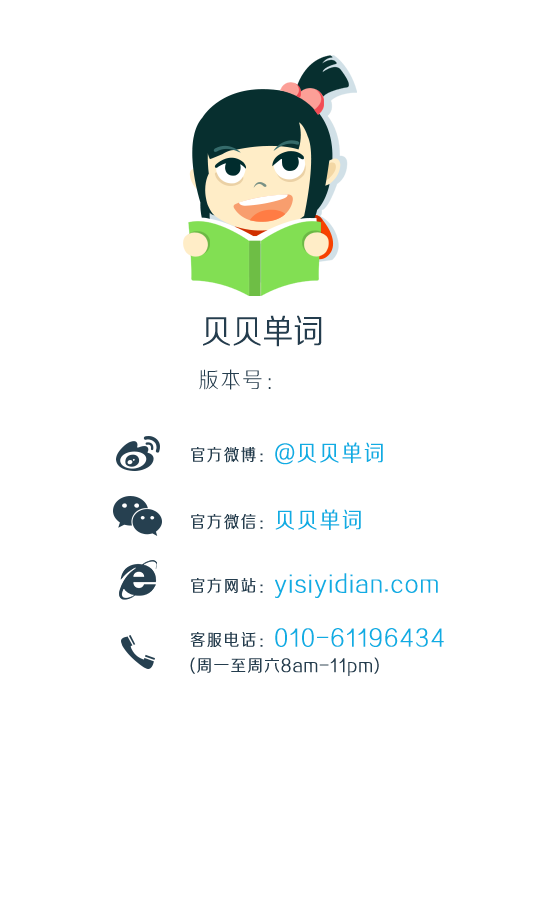 贝贝单词
版本号：
官方微博：@贝贝单词
官方微信：贝贝单词
官方网站：yisiyidian.com
客服电话：010-61196434
(周一至周六8am-11pm)